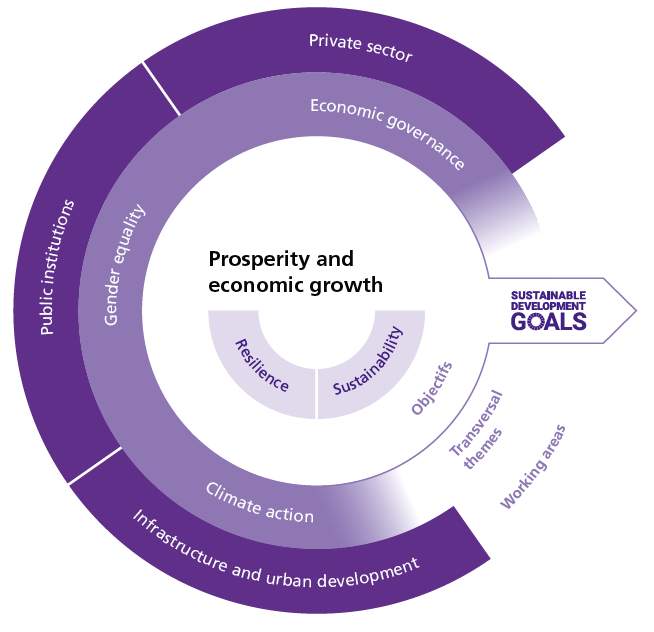 Private sector
Economic governance
Public institutions
Gender equality
Prosperity and
economic growth
SUSTAINABLE
DEVELOPMENT
GOALS
Resilience
Sustainability
Objectifs
Transversal
themes
Working areas
Climate action
Infrastructure and urban development